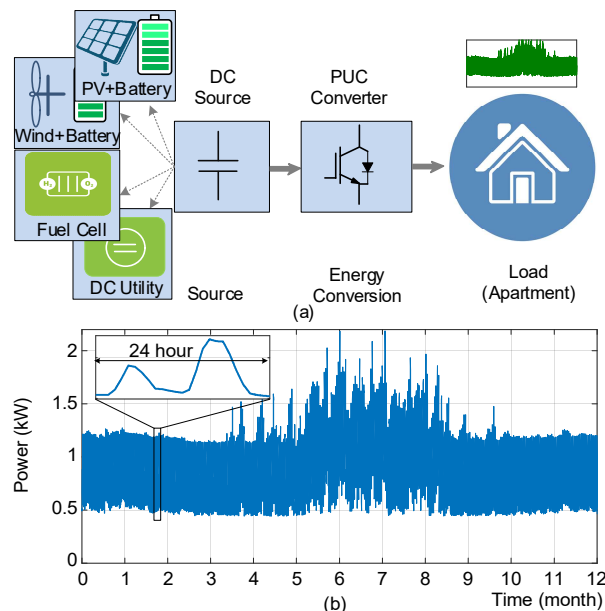 PV+Battery
Wind+Battery
H₂ O₂
Fuel Cell
DC Utility
DC
Source
PUC
Converter
Source
Energy
Conversion
Load
(Apartment)
(a)
Power (kW)
2
1.5
1
0.5
0
24 hour
0 1 2 3 4 5 6 7 8 9 10 11 12
(b)
Time (month)